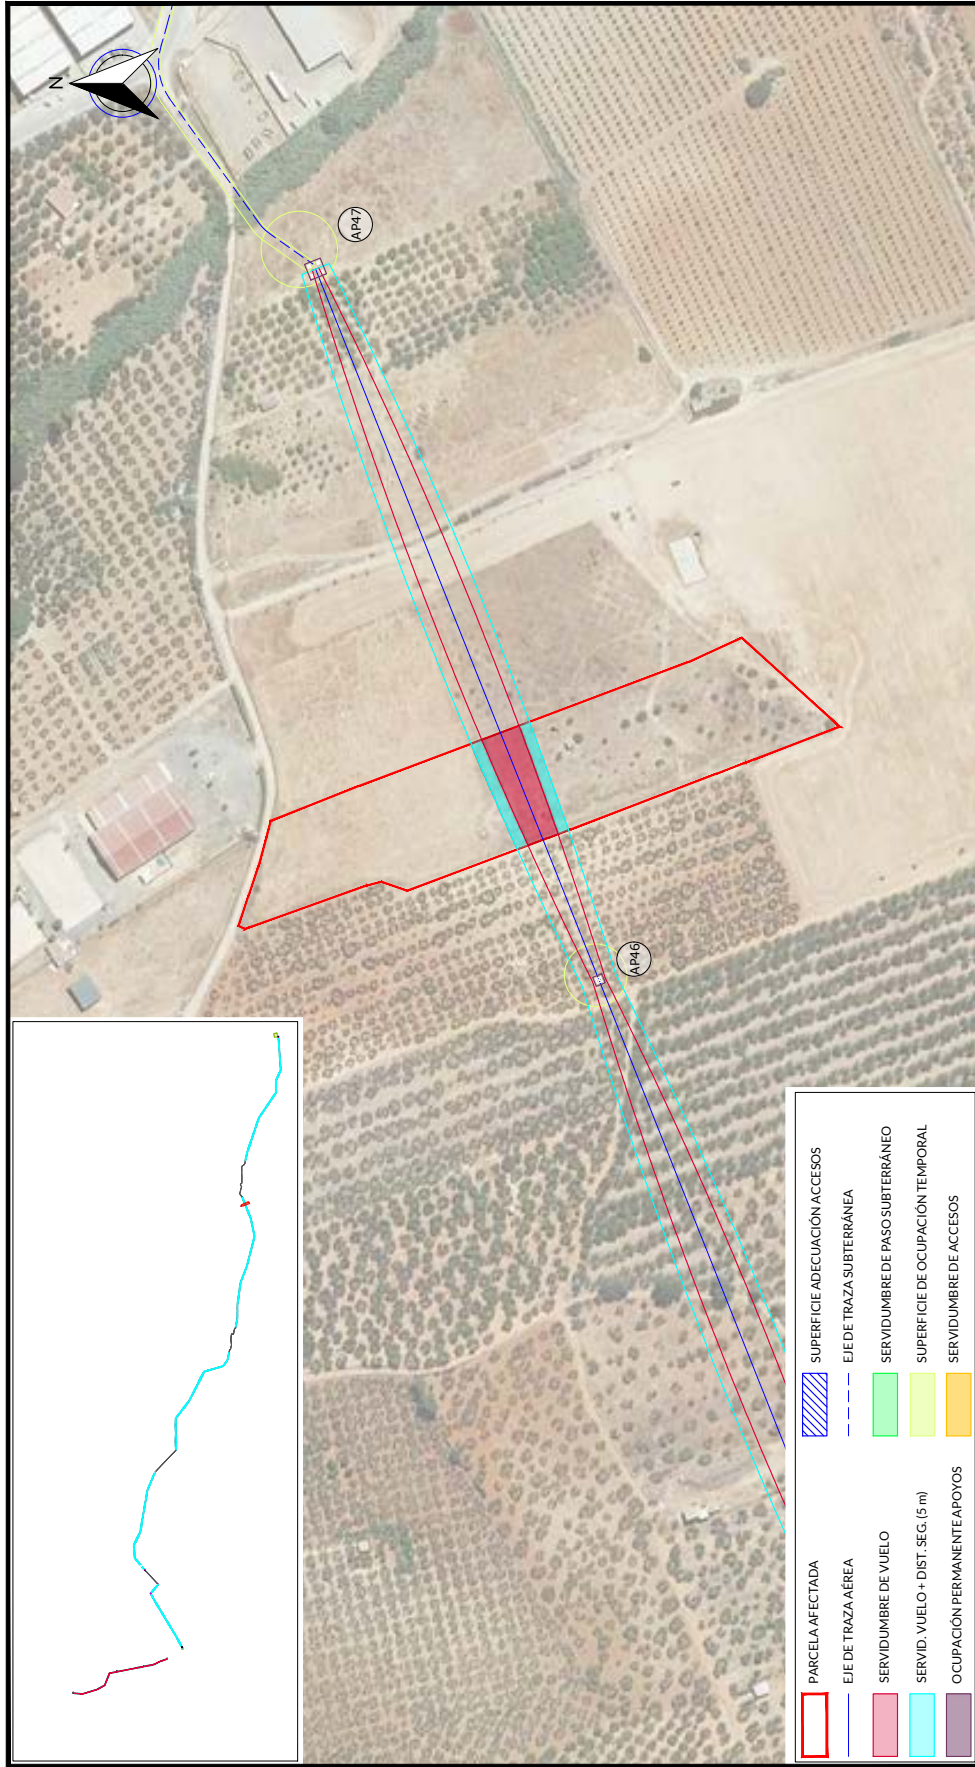 N
AP47
AP46
PARCELA AFECTADA
EJE DE TRAZA AÉREA
SERVIDUMBRE DE VUELO
SERVID. VUELO + DIST. SEG. (5 m)
OCUPACIÓN PERMANENTE APOYOS
SUPERFICIE ADECUACIÓN ACCESOS
EJE DE TRAZA SUBTERRÁNEA
SERVIDUMBRE DE PASO SUBTERRÁNEO
SUPERFICIE DE OCUPACIÓN TEMPORAL
SERVIDUMBRE DE ACCESOS